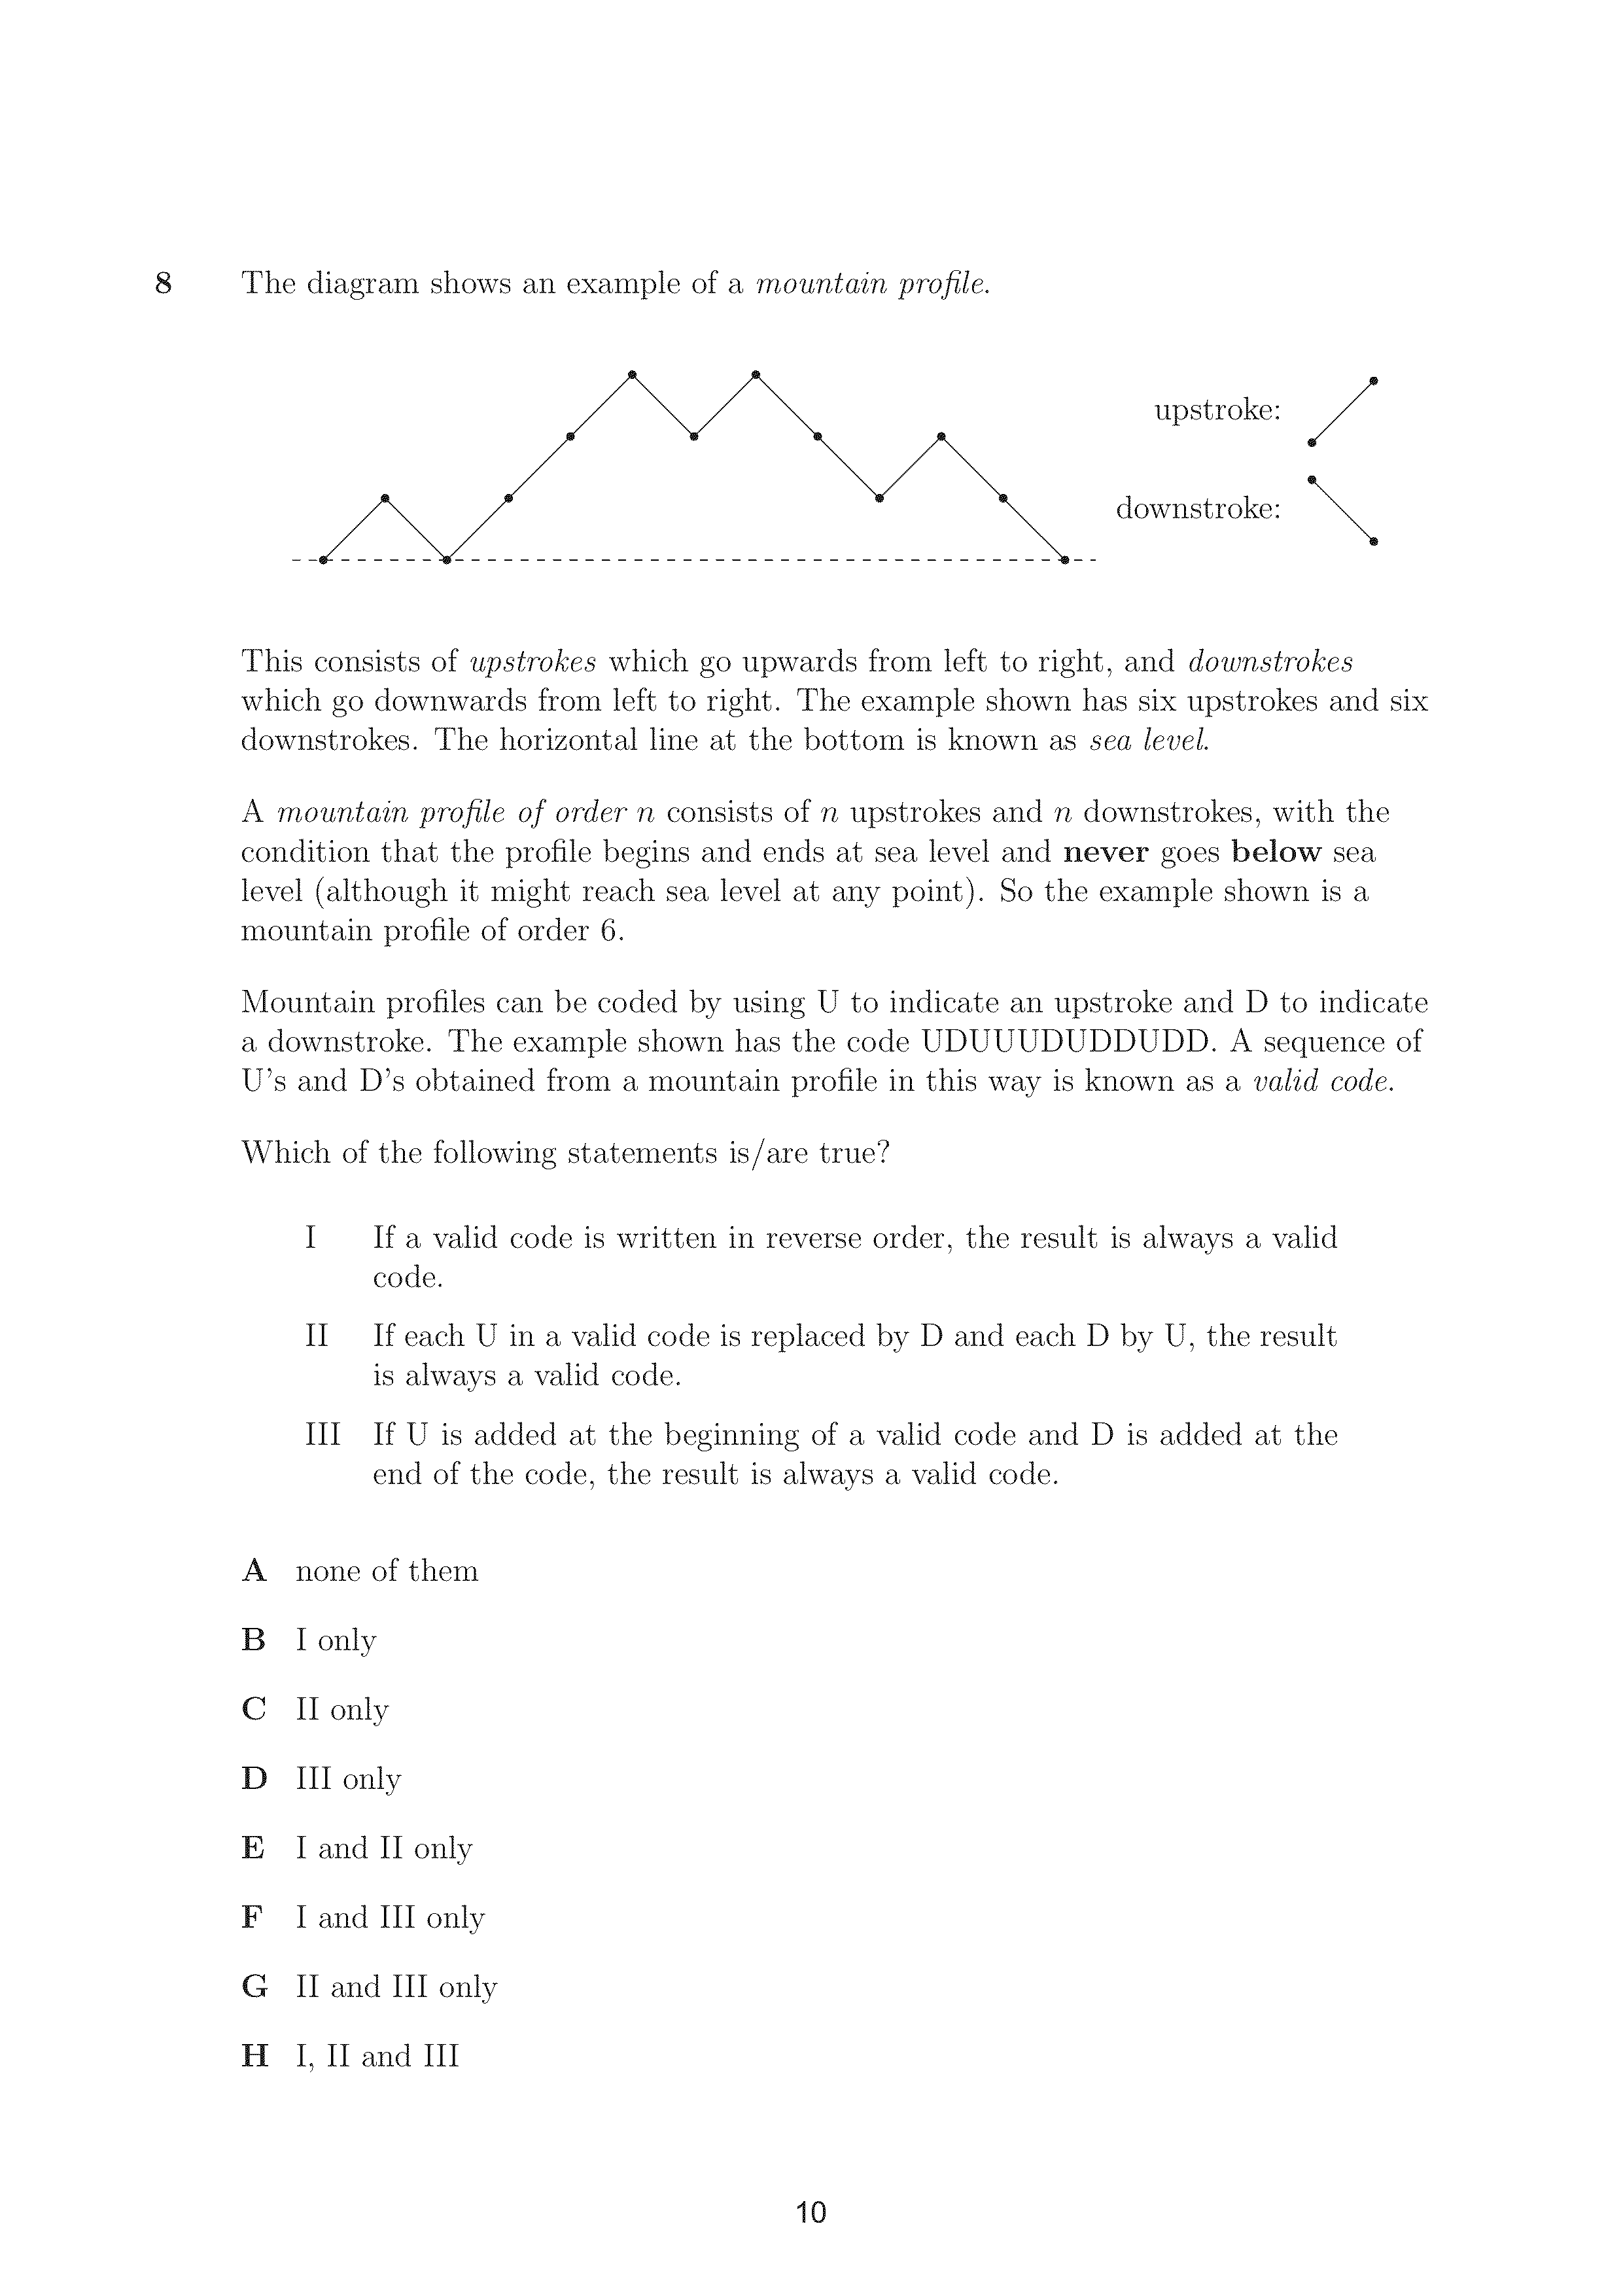 8 The diagram shows an example of a mountain profile.
upstroke:
downstroke:
This consists of upstrokes which go upwards from left to right, and downstrokes
which go downwards from left to right. The example shown has six upstrokes and six
downstrokes. The horizontal line at the bottom is known as sea level.
A mountain profile of order n consists of n upstrokes and n downstrokes, with the
condition that the profile begins and ends at sea level and never goes below sea
level (although it might reach sea level at any point). So the example shown is a
mountain profile of order 6.
Mountain profiles can be coded by using U to indicate an upstroke and D to indicate
a downstroke. The example shown has the code UDUUUDUDDUDD. A sequence of
U's and D's obtained from a mountain profile in this way is known as a valid code.
Which of the following statements is/are true?
I If a valid code is written in reverse order, the result is always a valid
code.
II If each U in a valid code is replaced by D and each D by U, the result
is always a valid code.
III If U is added at the beginning of a valid code and D is added at the
end of the code, the result is always a valid code.
A none of them
B I only
C II only
D III only
E I and II only
F I and III only
G II and III only
H I, II and III
10